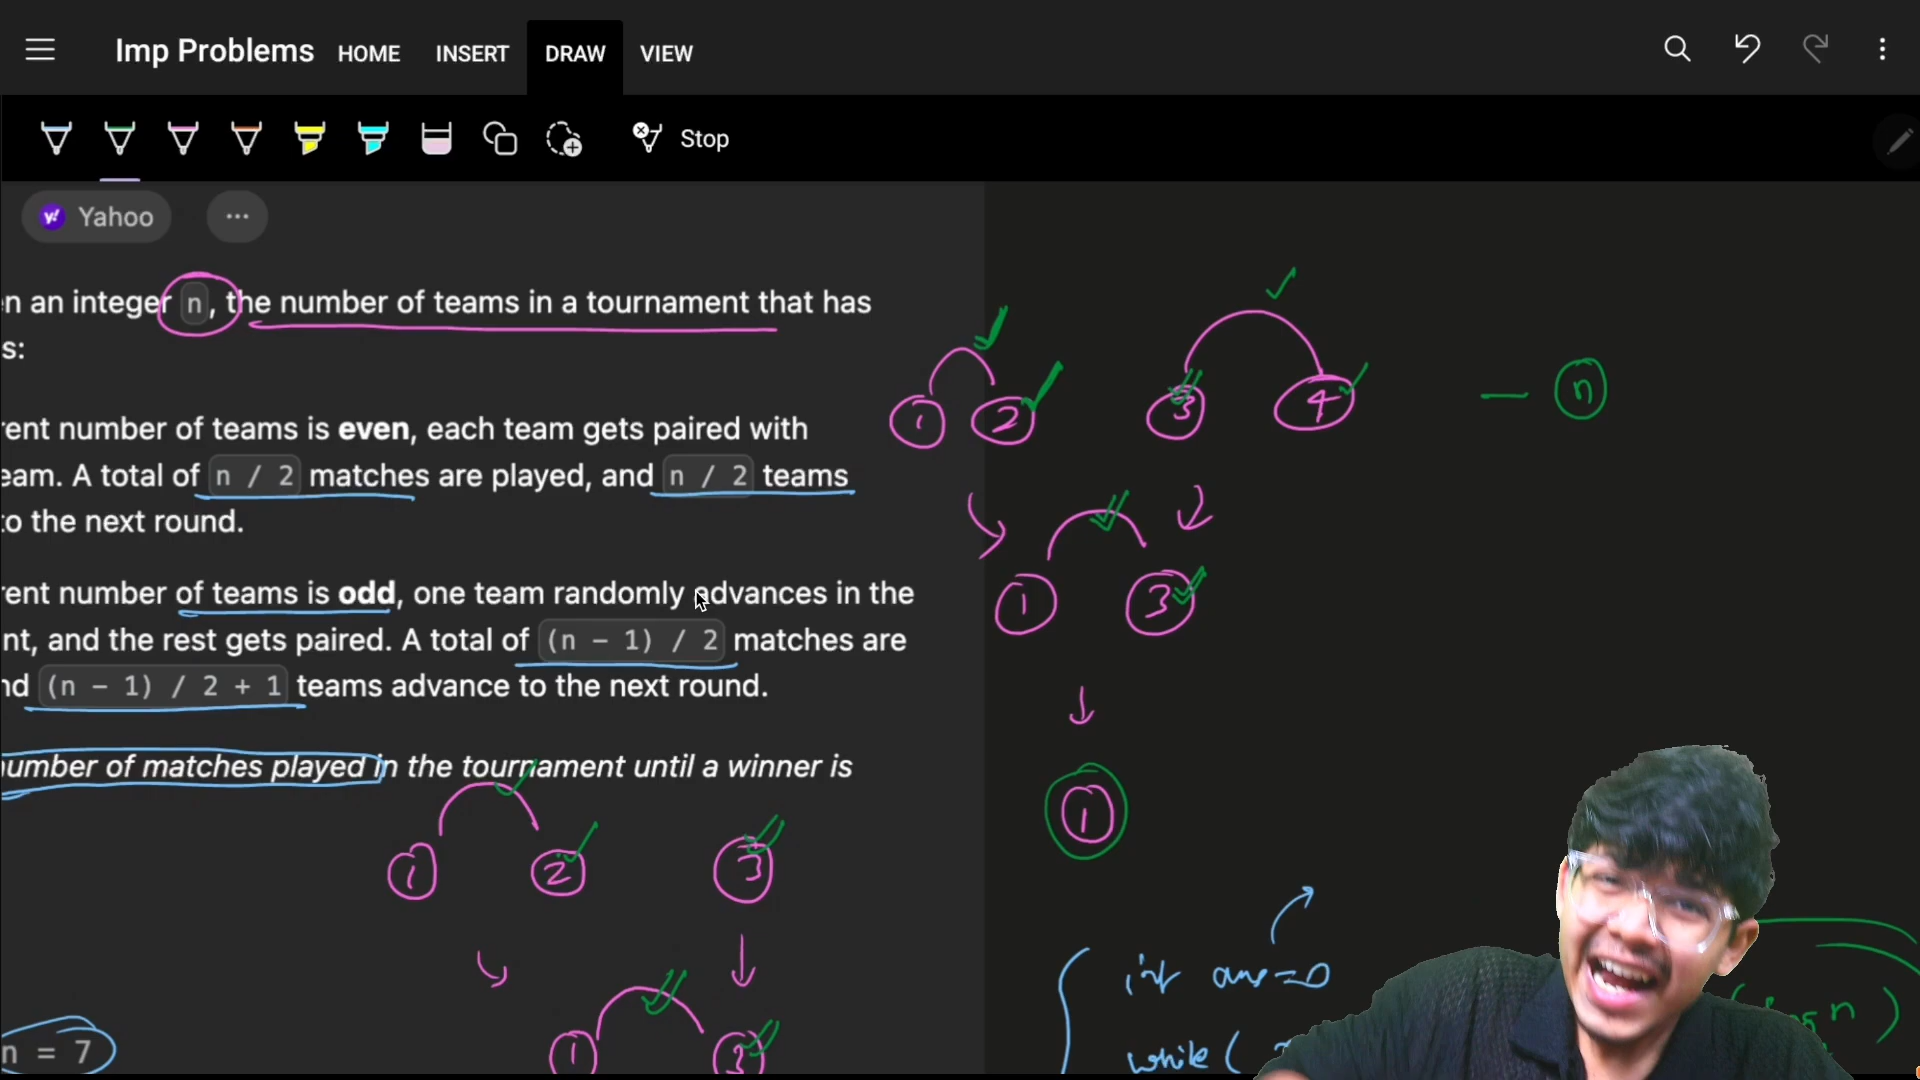 Imp Problems HOME INSERT DRAW VIEW
Stop
Yahoo ...
n an integer n, the number of teams in a tournament that has
s:
rent number of teams is even, each team gets paired with
eam. A total of n / 2 matches are played, and n / 2 teams
to the next round.
rent number of teams is odd, one team randomly advances in the
nt, and the rest gets paired. A total of (n - 1) / 2 matches are
nd (n - 1) / 2 + 1 teams advance to the next round.
number of matches played in the tournament until a winner is
1 2 3
1 3
n = 7
1 2 3 4 — n
1 3
1
int ans=0
while (
n )